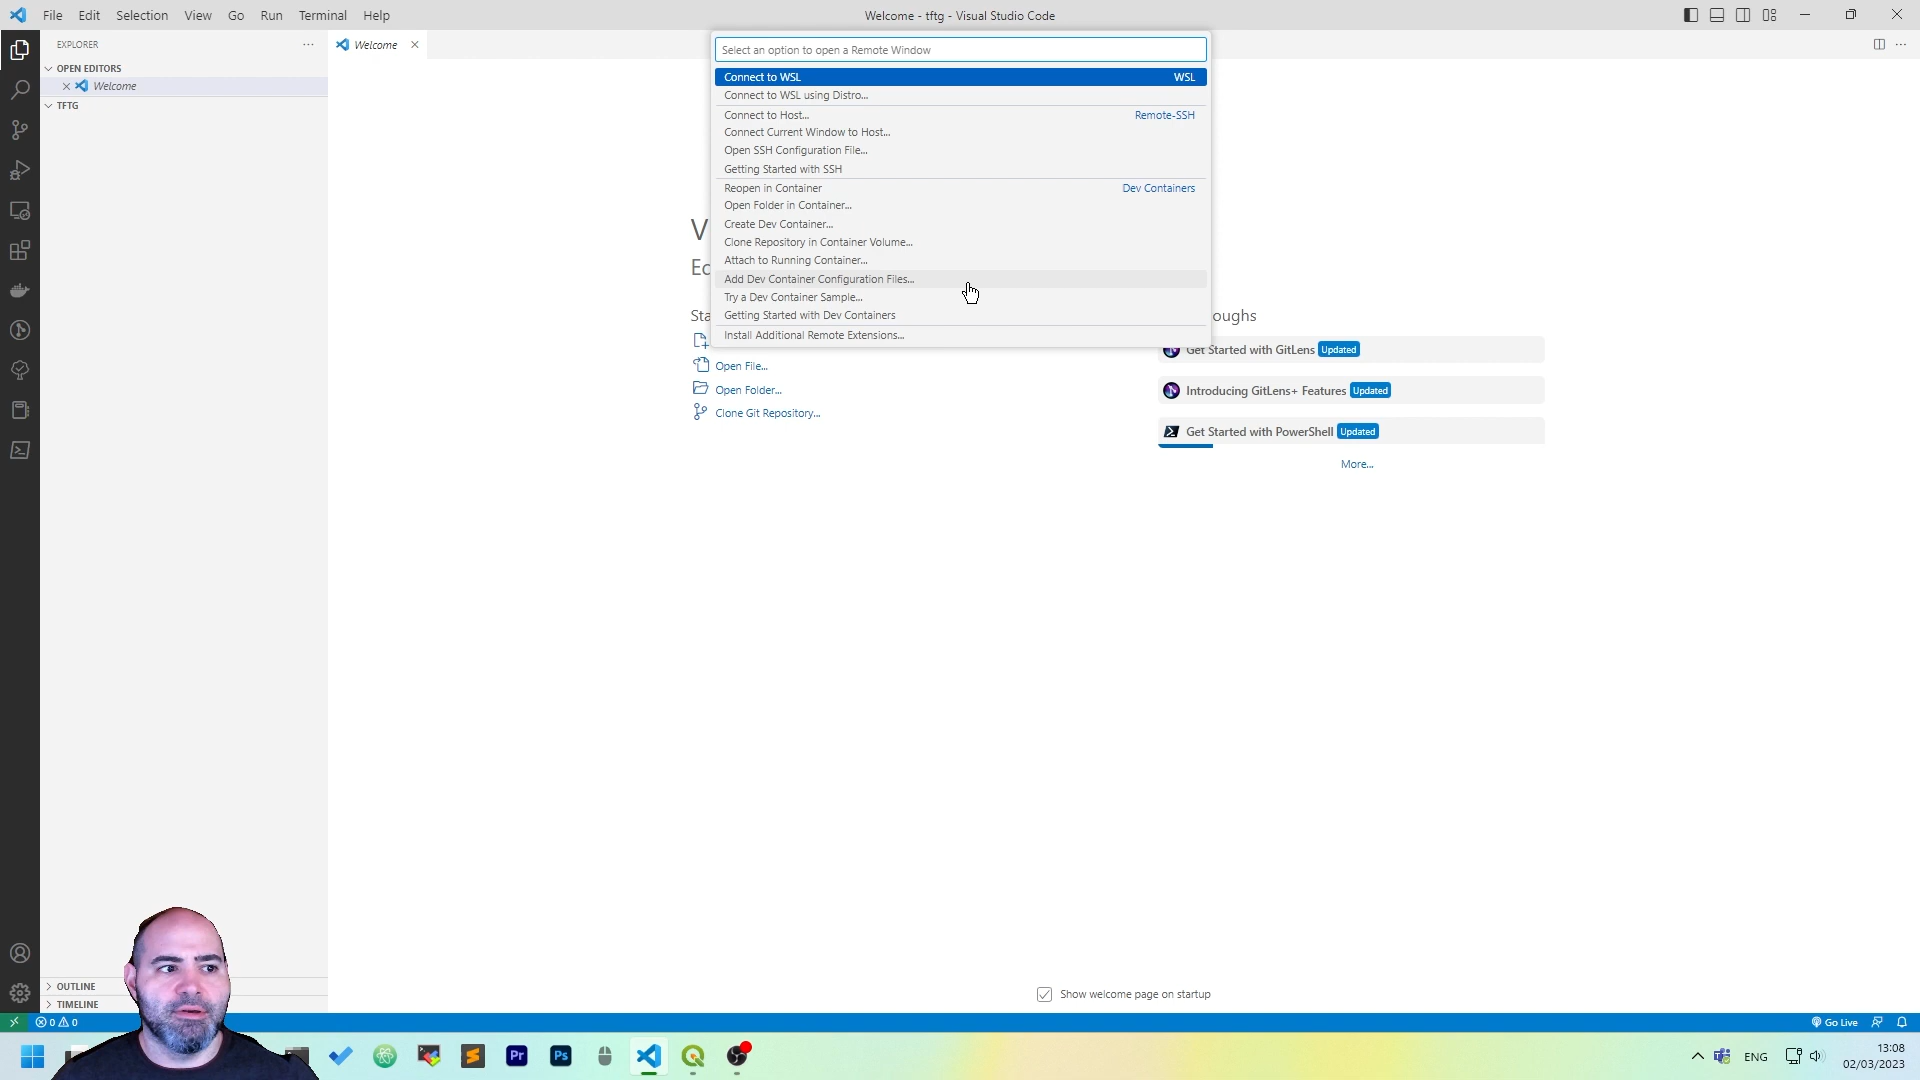 File Edit Selection View Go Run Terminal Help
Welcome - tftg - Visual Studio Code
EXPLORER
Welcome
OPEN EDITORS
Welcome
TFTG
Select an option to open a Remote Window
Connect to WSL WSL
Connect to WSL using Distro...
Connect to Host... Remote-SSH
Connect Current Window to Host...
Open SSH Configuration File...
Getting Started with SSH
Reopen in Container Dev Containers
Open Folder in Container...
Create Dev Container...
Clone Repository in Container Volume...
Attach to Running Container...
Add Dev Container Configuration Files...
Try a Dev Container Sample...
Getting Started with Dev Containers
Install Additional Remote Extensions...
V
Ed
Sta
oughs
Open File...
Open Folder...
Clone Git Repository...
Get Started with GitLens Updated
Introducing GitLens+ Features Updated
Get Started with PowerShell Updated
More...
Show welcome page on startup
OUTLINE
TIMELINE
0 0
Go Live
Pr
Ps
ENG
13:08
02/03/2023